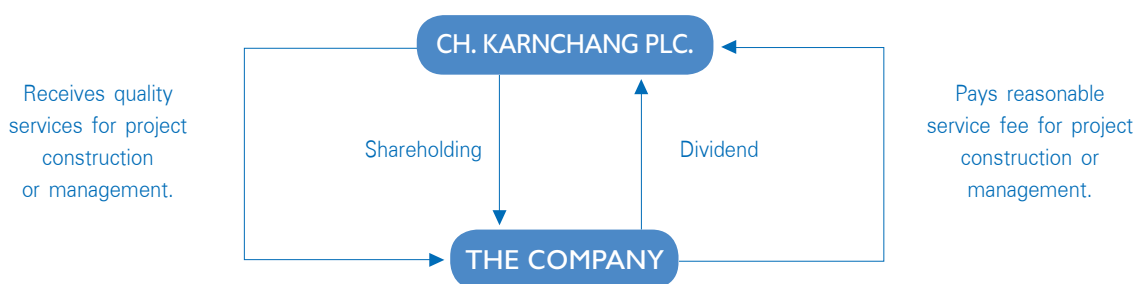 CH. KARNCHANG PLC.
Receives quality
services for project
construction
or management.
Shareholding
Dividend
Pays reasonable
service fee for project
construction or
management.
THE COMPANY